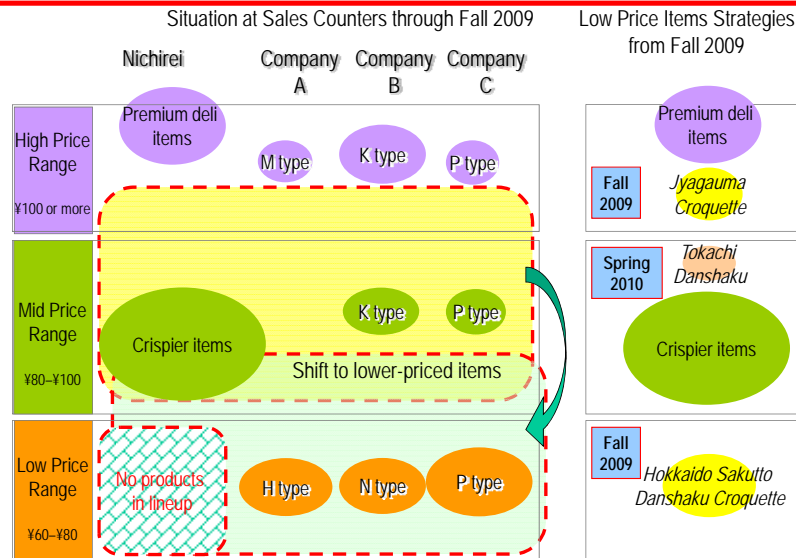 Situation at Sales Counters through Fall 2009
Low Price Items Strategies
from Fall 2009
Nichirei
Company
A
Company
B
Company
C
High Price
Range
¥100 or more
Premium deli
items
M type
K type
P type
Premium deli
items
Fall
2009
Jyagauma
Croquette
Mid Price
Range
¥80–¥100
Crispier items
K type
P type
Shift to lower-priced items
Spring
2010
Tokachi
Danshaku
Crispier items
Low Price
Range
¥60–¥80
No products
in lineup
H type
N type
P type
Fall
2009
Hokkaido Sakutto
Danshaku Croquette